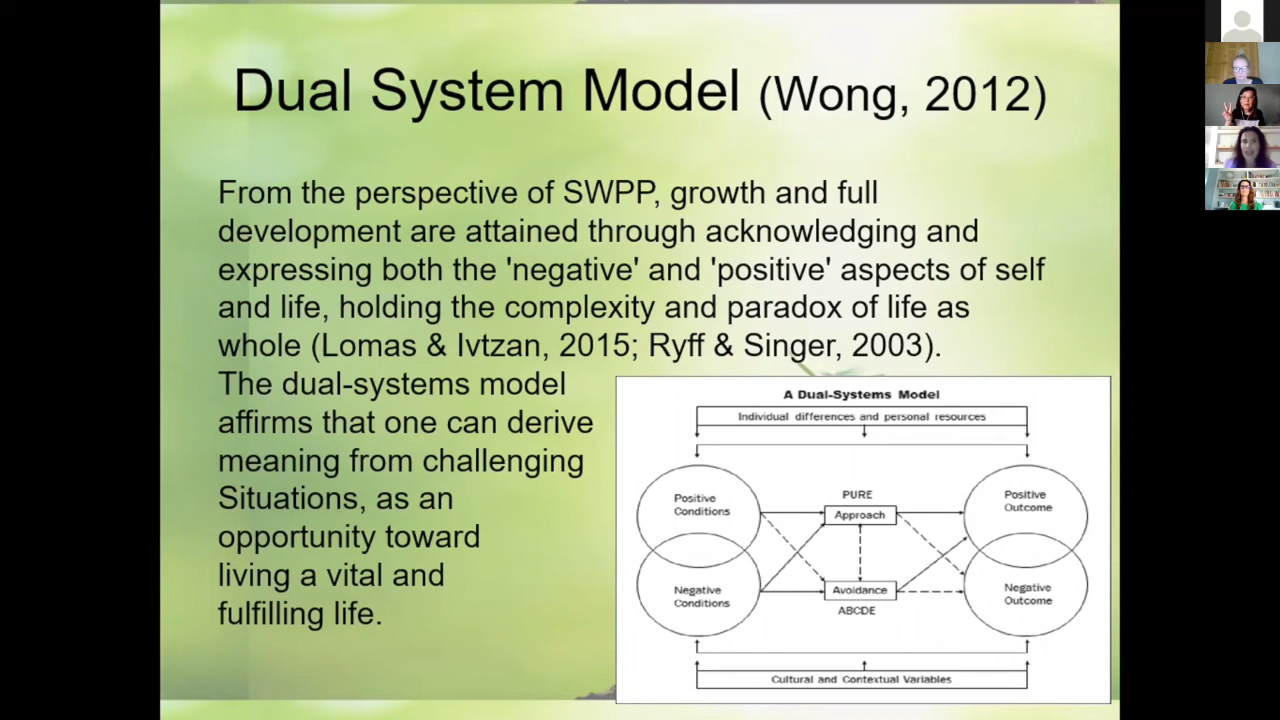 Dual System Model (Wong, 2012)
From the perspective of SWPP, growth and full
development are attained through acknowledging and
expressing both the 'negative' and 'positive' aspects of self
and life, holding the complexity and paradox of life as
whole (Lomas & Ivtzan, 2015; Ryff & Singer, 2003).
The dual-systems model
affirms that one can derive
meaning from challenging
Situations, as an
opportunity toward
living a vital and
fulfilling life.
A Dual-Systems Model
Individual differences and personal resources
Positive
Conditions
PURE
Approach
Positive
Outcome
Negative
Conditions
Avoidance
ABCDE
Negative
Outcome
Cultural and Contextual Variables